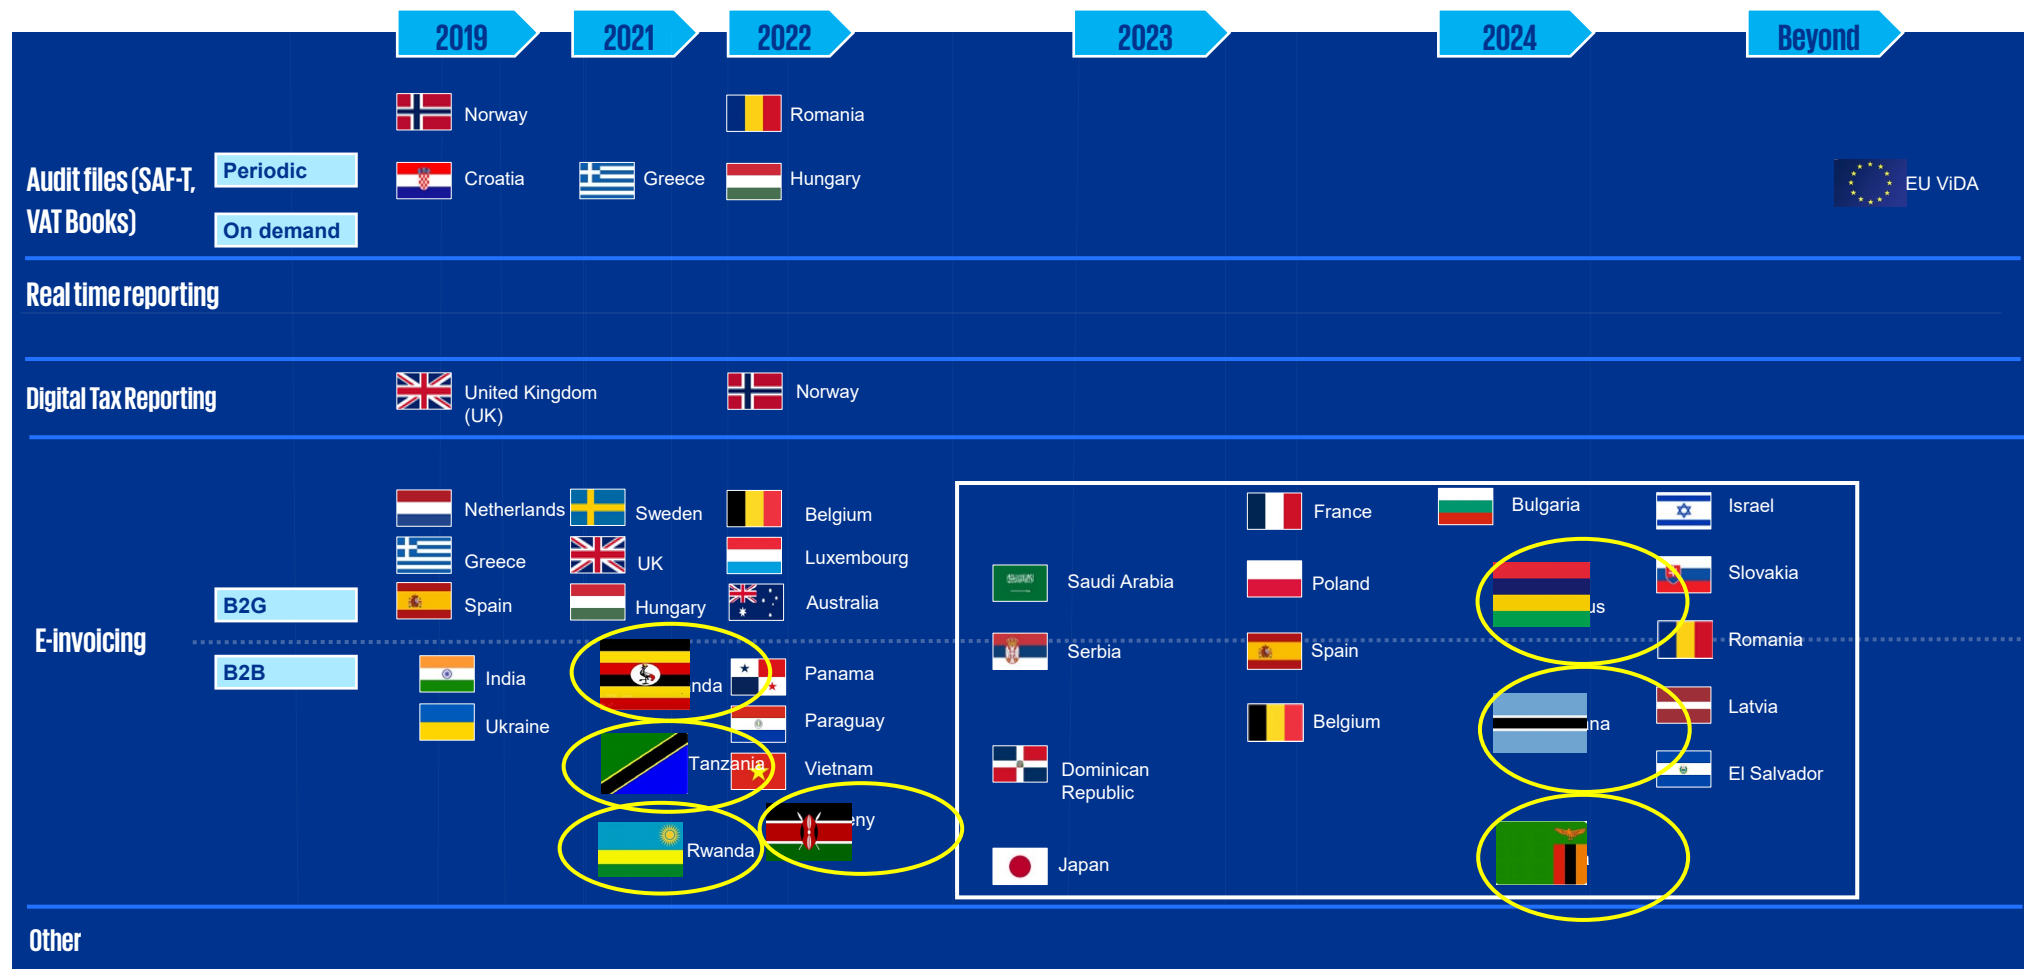 2019
2021
2022
2023
2024
Beyond
Norway
Romania
Audit files (SAF-T,
VAT Books)
Periodic
On demand
Croatia
Greece
Hungary
EU ViDA
Real time reporting
Digital Tax Reporting
United Kingdom
(UK)
Norway
E-invoicing
B2G
B2B
Netherlands
Greece
Spain
India
Ukraine
Sweden
UK
Hungary
nda
Tanzania
Rwanda
Belgium
Luxembourg
Australia
Panama
Paraguay
Vietnam
eny
Saudi Arabia
Serbia
Dominican
Republic
Japan
France
Poland
Spain
Belgium
Bulgaria
us
na
Israel
Slovakia
Romania
Latvia
El Salvador
Other